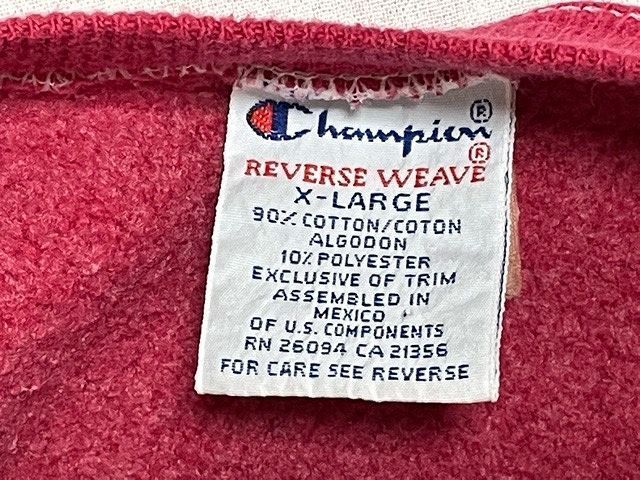 Champion®
REVERSE WEAVE®
X-LARGE
90% COTTON/COTON
ALGODON
10% POLYESTER
EXCLUSIVE OF TRIM
ASSEMBLED IN
MEXICO
OF U.S. COMPONENTS
RN 26094 CA 21356
FOR CARE SEE REVERSE